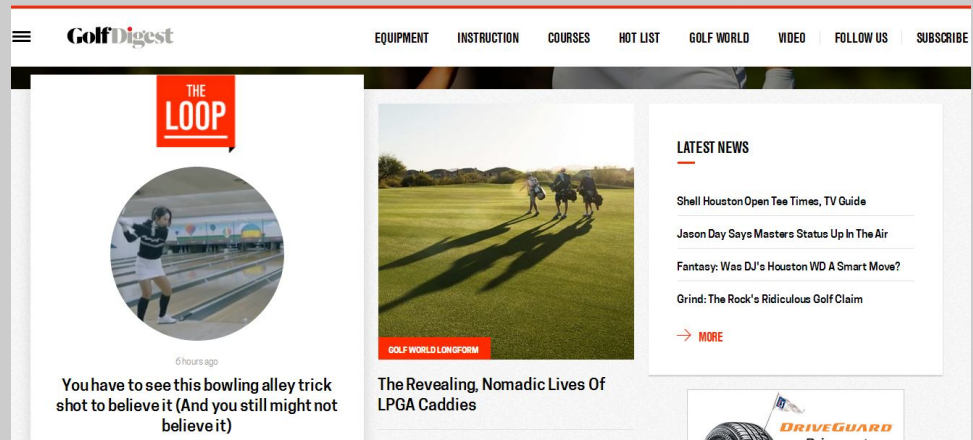 GolfDigest
EQUIPMENT
INSTRUCTION
COURSES
HOT LIST
GOLF WORLD
VIDEO
FOLLOW US
SUBSCRIBE
THE
LOOP
6 hours ago
You have to see this bowling alley trick
shot to believe it (And you still might not
believe it)
GOLF WORLD LONGFORM
The Revealing, Nomadic Lives Of
LPGA Caddies
LATEST NEWS
Shell Houston Open Tee Times, TV Guide
Jason Day Says Masters Status Up In The Air
Fantasy: Was DJ's Houston WD A Smart Move?
Grind: The Rock's Ridiculous Golf Claim
MORE
DRIVEGUARD